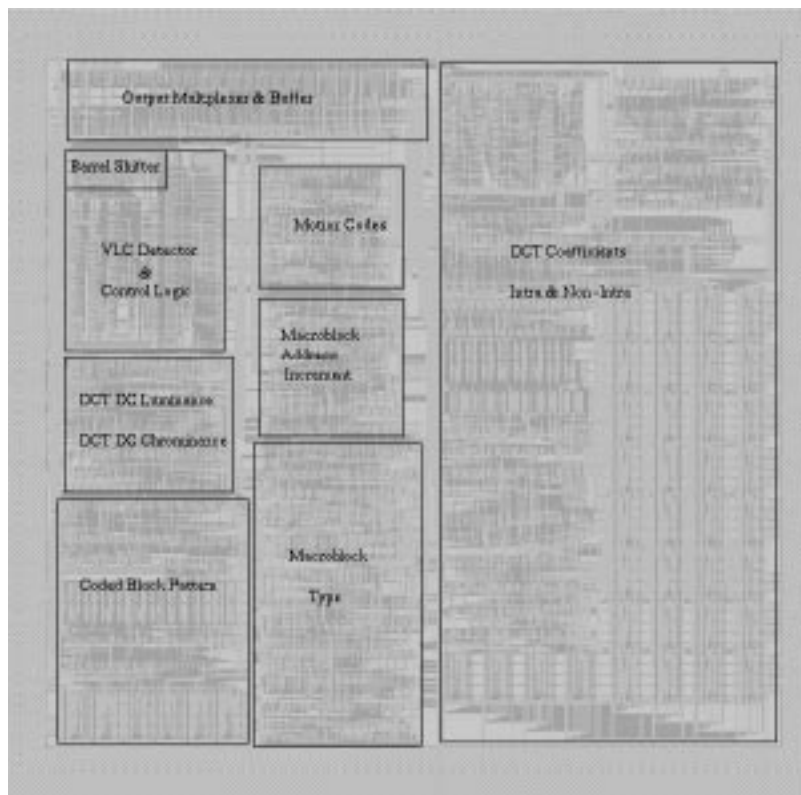 Output Multiplexer & Buffer
Barrel Shifter
VLC Detector
&
Control Logic
Motion Codes
DCT Coefficients
Intra & Non-Intra
Macroblock
Address
Increment
DCT DC Luminance
DCT DC Chrominance
Coded Block Pattern
Macroblock
Type